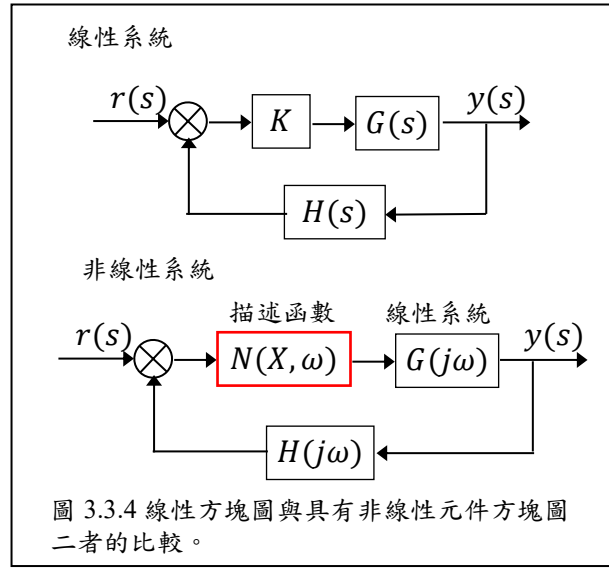 線性系統
r(s) K G(s) y(s)
H(s)
非線性系統
描述函數 線性系統
r(s) N(X, ω) G(jω) y(s)
H(jω)
圖 3.3.4 線性方塊圖與具有非線性元件方塊圖
二者的比較。